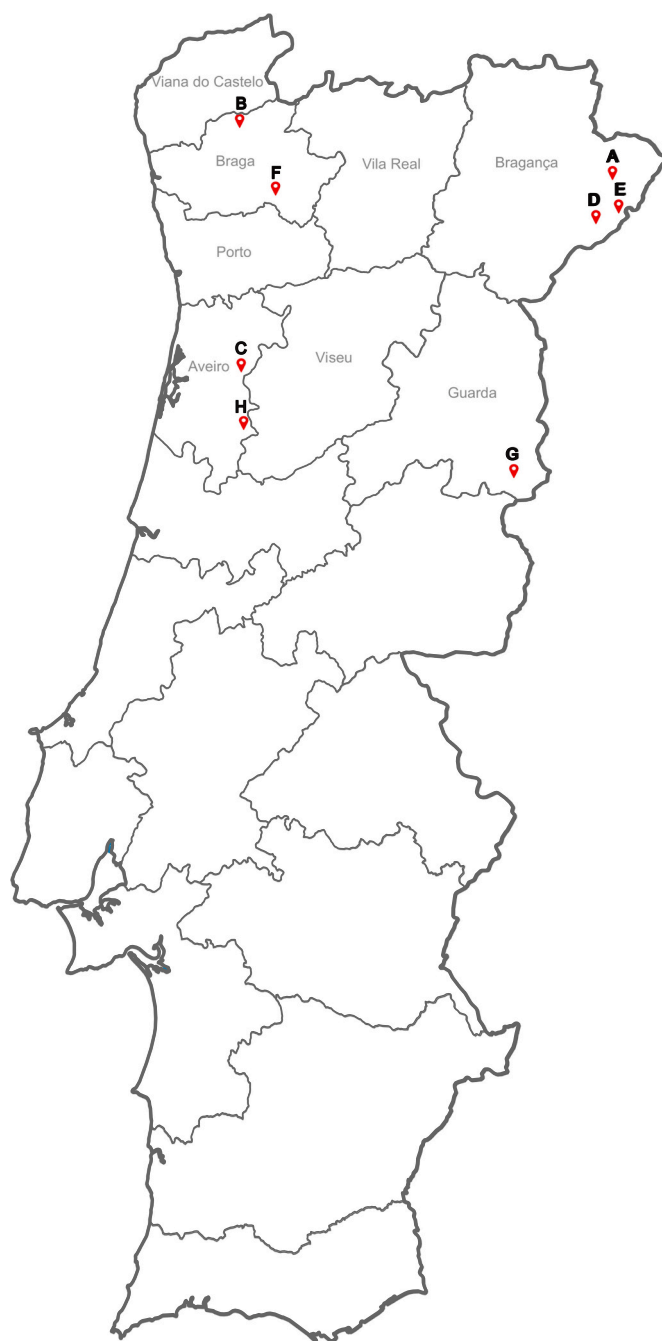 Viana do Castelo
B
Braga
F
Vila Real
Bragança
A
E
D
Porto
C
Aveiro
Viseu
Guarda
H
G